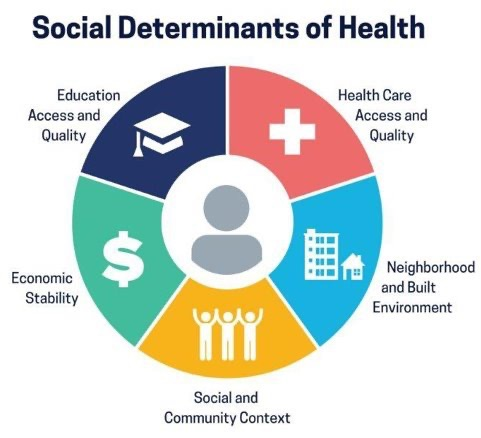 Social Determinants of Health
Education
Access and
Quality
Health Care
Access and
Quality
$
Economic
Stability
Neighborhood
and Built
Environment
Social and
Community Context